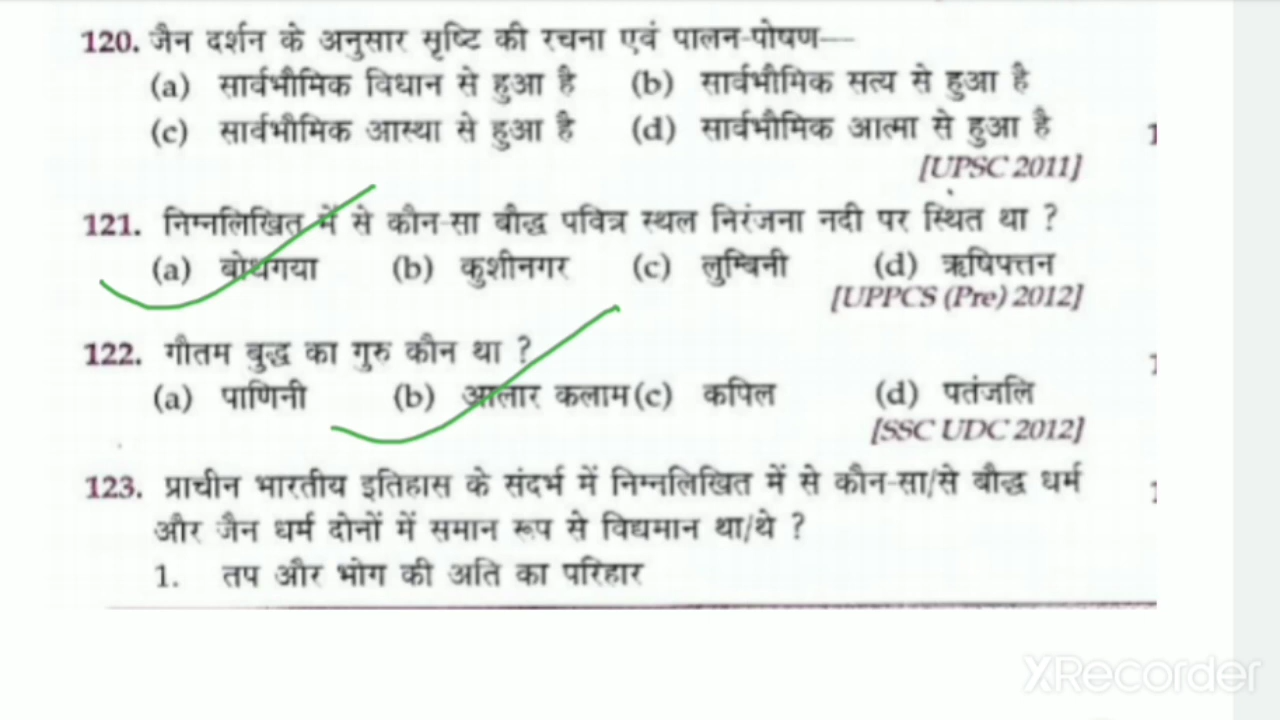 120. जैन दर्शन के अनुसार सृष्टि की रचना एवं पालन-पोषण—
(a) सार्वभौमिक विधान से हुआ है (b) सार्वभौमिक सत्य से हुआ है
(c) सार्वभौमिक आस्था से हुआ है (d) सार्वभौमिक आत्मा से हुआ है
[UPSC 2011]
121. निम्नलिखित में से कौन-सा बौद्ध पवित्र स्थल निरंजना नदी पर स्थित था ?
(a) बोधगया (b) कुशीनगर (c) लुम्बिनी (d) ऋषिपत्तन
[UPPCS (Pre) 2012]
122. गौतम बुद्ध का गुरु कौन था ?
(a) पाणिनी (b) आलार कलाम (c) कपिल (d) पतंजलि
[SSC UDC 2012]
123. प्राचीन भारतीय इतिहास के संदर्भ में निम्नलिखित में से कौन-सा/से बौद्ध धर्म
और जैन धर्म दोनों में समान रूप से विद्यमान था/थे ?
1. तप और भोग की अति का परिहार
XRecorder